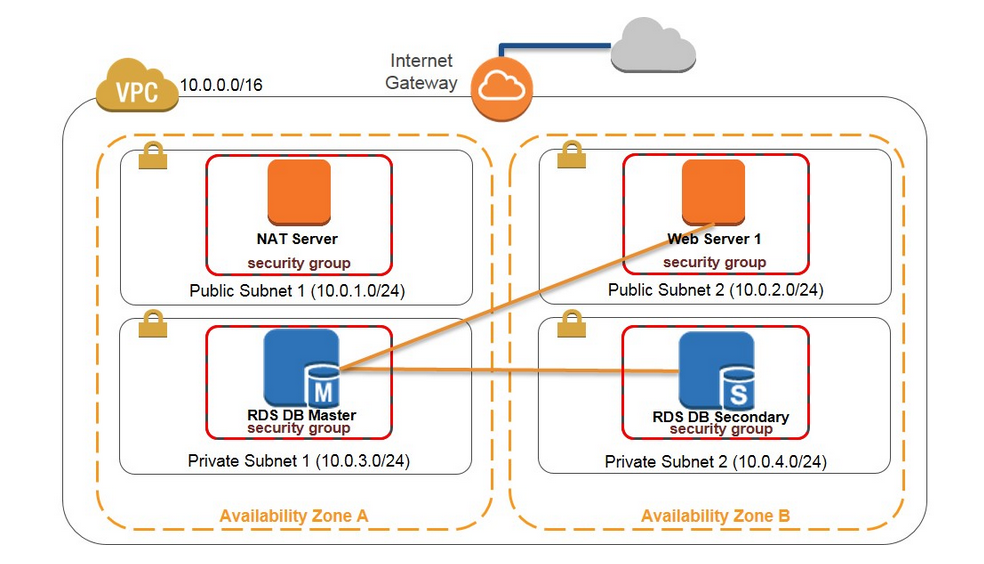 Internet
Gateway
VPC
10.0.0.0/16
NAT Server
security group
Public Subnet 1 (10.0.1.0/24)
Web Server 1
security group
Public Subnet 2 (10.0.2.0/24)
M
RDS DB Master
security group
Private Subnet 1 (10.0.3.0/24)
S
RDS DB Secondary
security group
Private Subnet 2 (10.0.4.0/24)
Availability Zone A
Availability Zone B